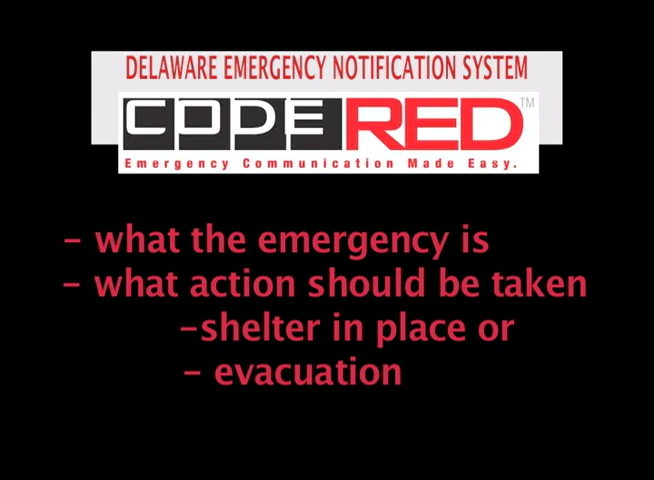 DELAWARE EMERGENCY NOTIFICATION SYSTEM
CODERED™
Emergency Communication Made Easy.
- what the emergency is
- what action should be taken
-shelter in place or
- evacuation